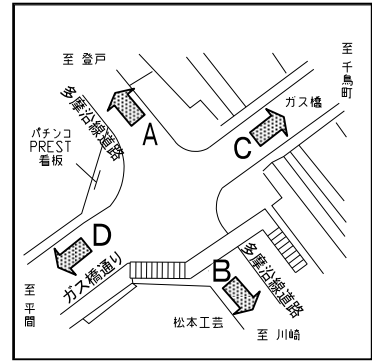 至 登戸
至 千鳥町
多摩沿線道路
ガス橋
パチンコ
PREST
看板
A
C
D
B
ガス橋通り
多摩沿線道路
至 平間
松本工芸
至 川崎